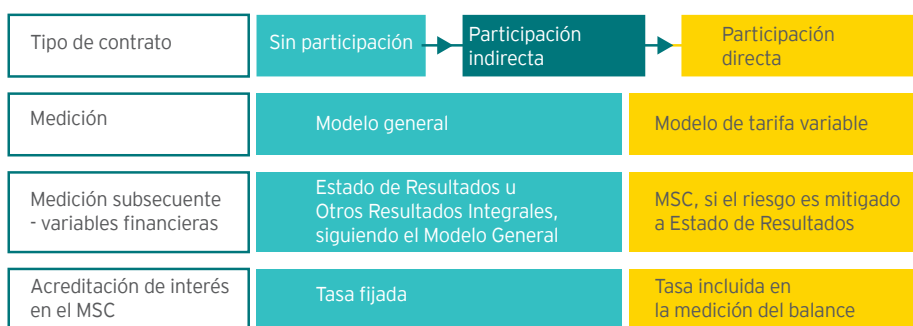 Tipo de contrato
Sin participación
Participación
indirecta
Participación
directa
Medición
Modelo general
Modelo de tarifa variable
Medición subsecuente
- variables financieras
Estado de Resultados u
Otros Resultados Integrales,
siguiendo el Modelo General
MSC, si el riesgo es mitigado
a Estado de Resultados
Acreditación de interés
en el MSC
Tasa fijada
Tasa incluida en
la medición del balance